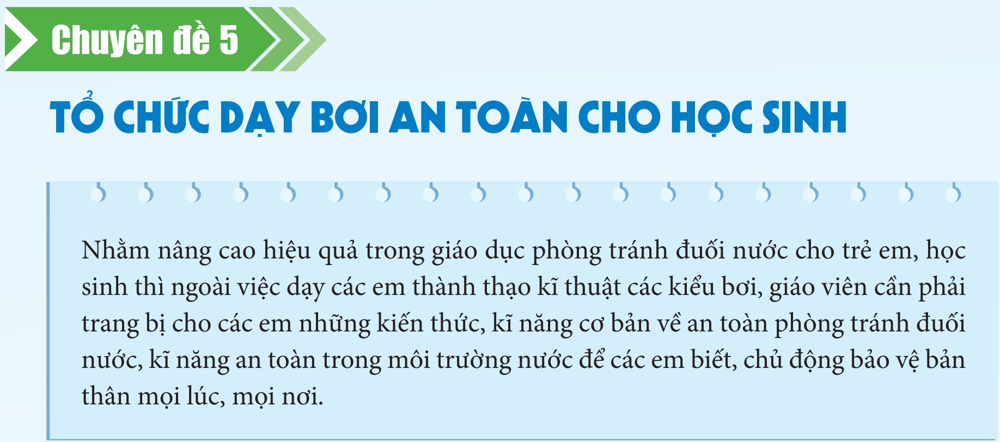 Chuyên đề 5
TỔ CHỨC DẠY BƠI AN TOÀN CHO HỌC SINH
Nhằm nâng cao hiệu quả trong giáo dục phòng tránh đuối nước cho trẻ em, học
sinh thì ngoài việc dạy các em thành thạo kĩ thuật các kiểu bơi, giáo viên cần phải
trang bị cho các em những kiến thức, kĩ năng cơ bản về an toàn phòng tránh đuối
nước, kĩ năng an toàn trong môi trường nước để các em biết, chủ động bảo vệ bản
thân mọi lúc, mọi nơi.